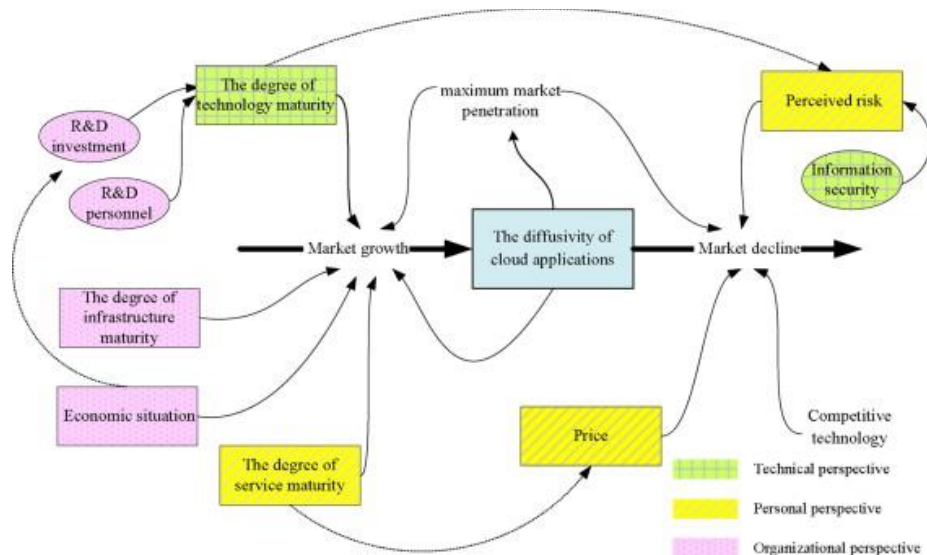 The degree of
technology maturity
maximum market
penetration
Perceived risk
R&D
investment
Information
security
R&D
personnel
Market growth
The diffusivity of
cloud applications
Market decline
The degree of
infrastructure
maturity
Economic situation
Price
Competitive
technology
The degree of
service maturity
Technical perspective
Personal perspective
Organizational perspective